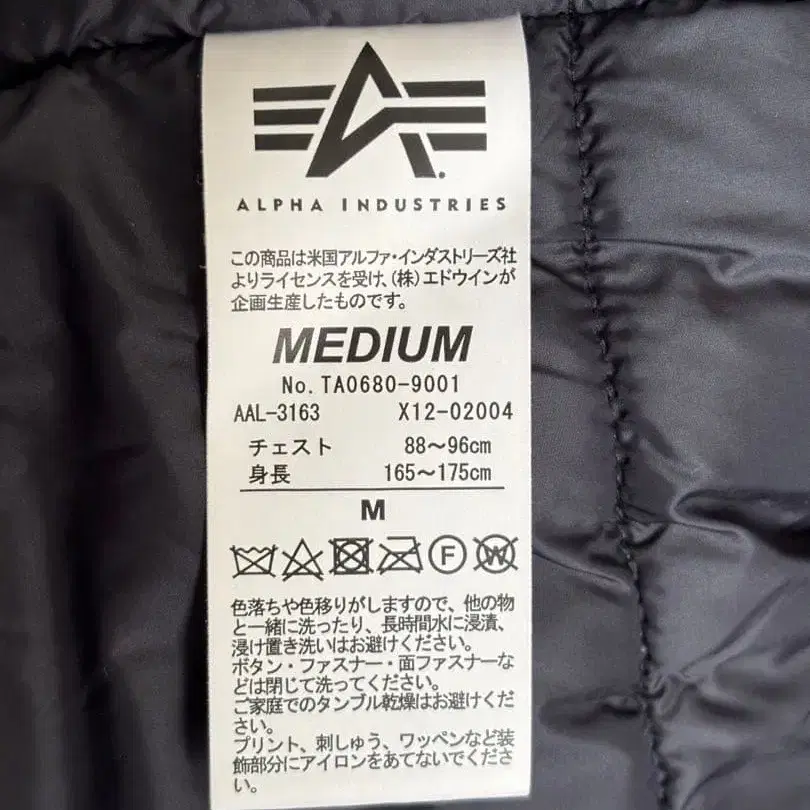 ALPHA INDUSTRIES
この商品は米国アルファ・インダストリーズ社
よりライセンスを受け、(株)エドウインが
企画生産したものです。
MEDIUM
No. TA0680-9001
AAL-3163 X12-02004
チェスト 88〜96cm
身長 165〜175cm
M
F W
色落ちや色移りがしますので、他の物
と一緒に洗ったり、長時間水に浸漬、
浸け置き洗いはお避けください。
ボタン・ファスナー・面ファスナーな
どは閉じて洗ってください。
ご家庭でのタンブル乾燥はお避けくだ
さい。
プリント、刺しゅう、ワッペンなど装
飾部分にアイロンをあてないでくださ
い。